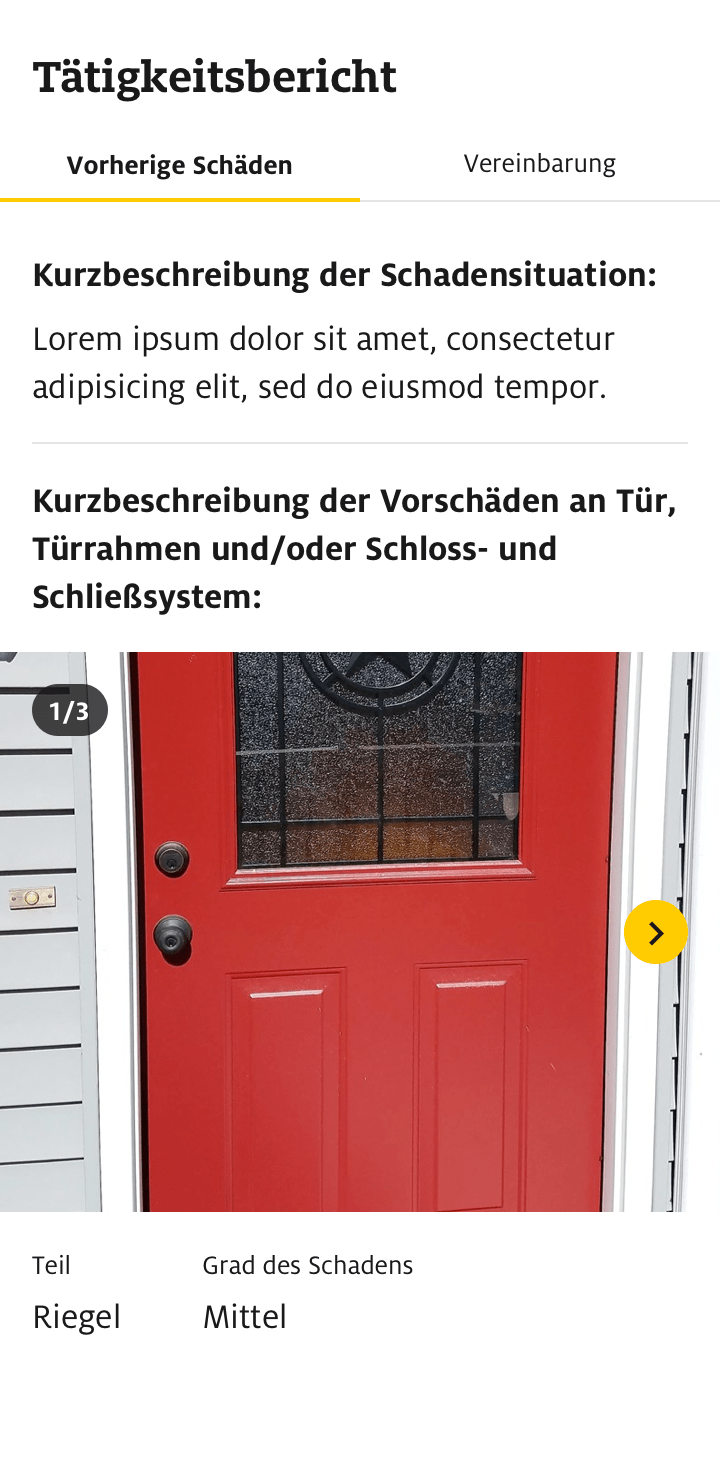 Tätigkeitsbericht
Vorherige Schäden
Vereinbarung
Kurzbeschreibung der Schadensituation:
Lorem ipsum dolor sit amet, consectetur
adipisicing elit, sed do eiusmod tempor.
Kurzbeschreibung der Vorschäden an Tür,
Türrahmen und/oder Schloss- und
Schließsystem:
1/3
Teil
Grad des Schadens
Riegel
Mittel